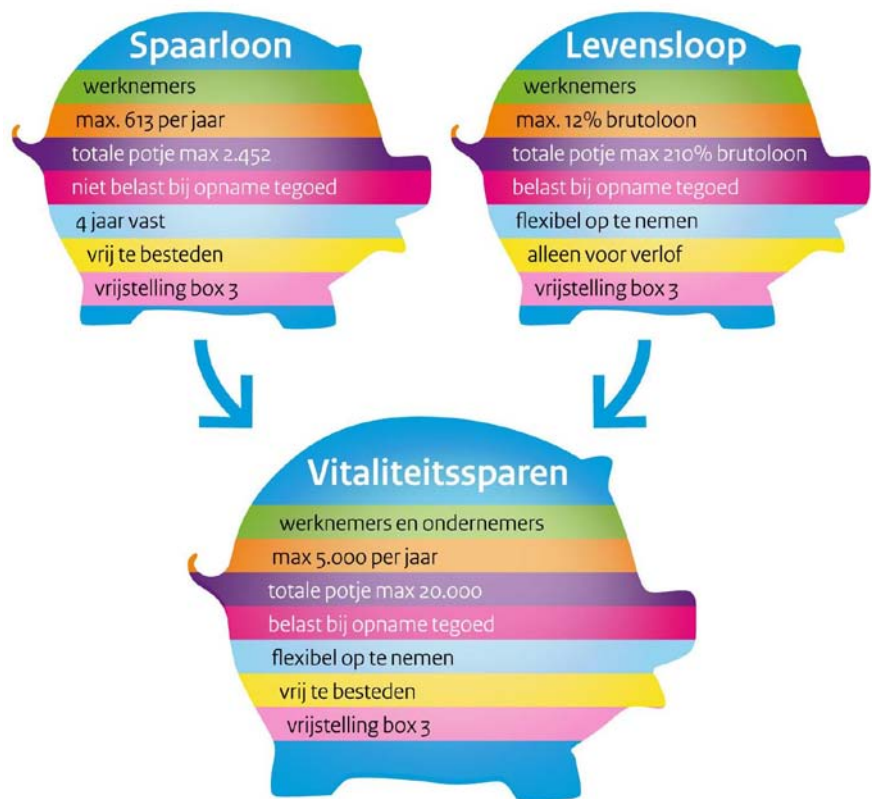 Spaarloon
werknemers
max. 613 per jaar
totale potje max 2.452
niet belast bij opname tegoed
4 jaar vast
vrij te besteden
vrijstelling box 3
Levensloop
werknemers
max. 12% brutoloon
totale potje max 210% brutoloon
belast bij opname tegoed
flexibel op te nemen
alleen voor verlof
vrijstelling box 3
Vitaliteitssparen
werknemers en ondernemers
max 5.000 per jaar
totale potje max 20.000
belast bij opname tegoed
flexibel op te nemen
vrij te besteden
vrijstelling box 3